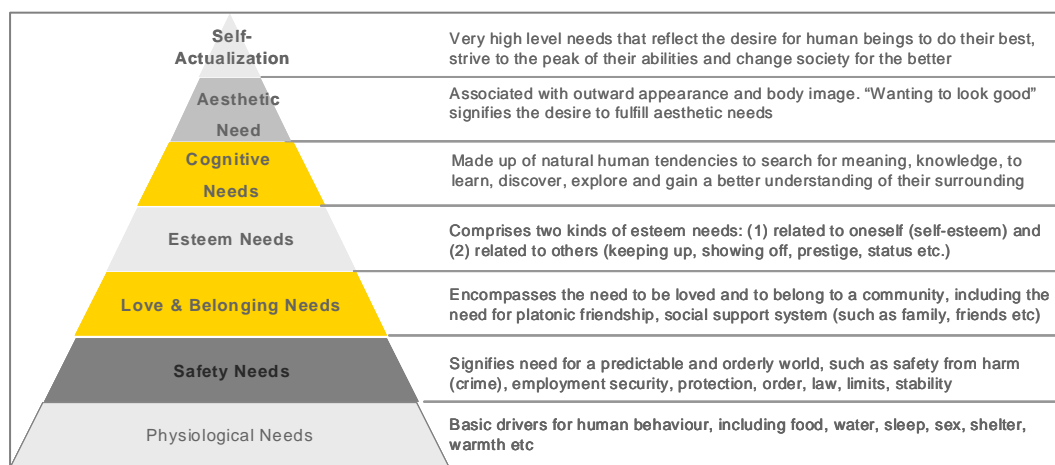 Self-
Actualization
Very high level needs that reflect the desire for human beings to do their best,
strive to the peak of their abilities and change society for the better
Aesthetic
Need
Associated with outward appearance and body image. “Wanting to look good”
signifies the desire to fulfill aesthetic needs
Cognitive
Needs
Made up of natural human tendencies to search for meaning, knowledge, to
learn, discover, explore and gain a better understanding of their surrounding
Esteem Needs
Comprises two kinds of esteem needs: (1) related to oneself (self-esteem) and
(2) related to others (keeping up, showing off, prestige, status etc.)
Love & Belonging Needs
Encompasses the need to be loved and to belong to a community, including the
need for platonic friendship, social support system (such as family, friends etc)
Safety Needs
Signifies need for a predictable and orderly world, such as safety from harm
(crime), employment security, protection, order, law, limits, stability
Physiological Needs
Basic drivers for human behaviour, including food, water, sleep, sex, shelter,
warmth etc